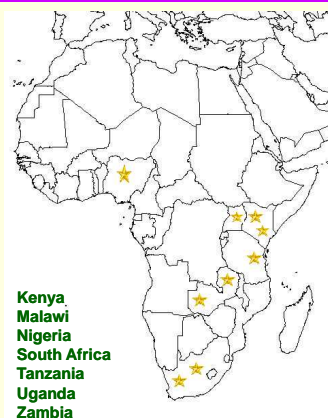 Kenya
Malawi
Nigeria
South Africa
Tanzania
Uganda
Zambia